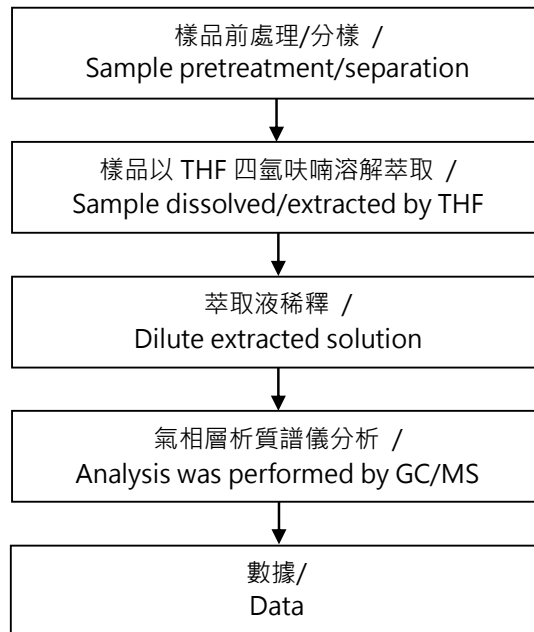 樣品前處理/分樣 /
Sample pretreatment/separation
樣品以 THF 四氫呋喃溶解萃取 /
Sample dissolved/extracted by THF
萃取液稀釋 /
Dilute extracted solution
氣相層析質譜儀分析 /
Analysis was performed by GC/MS
數據/
Data